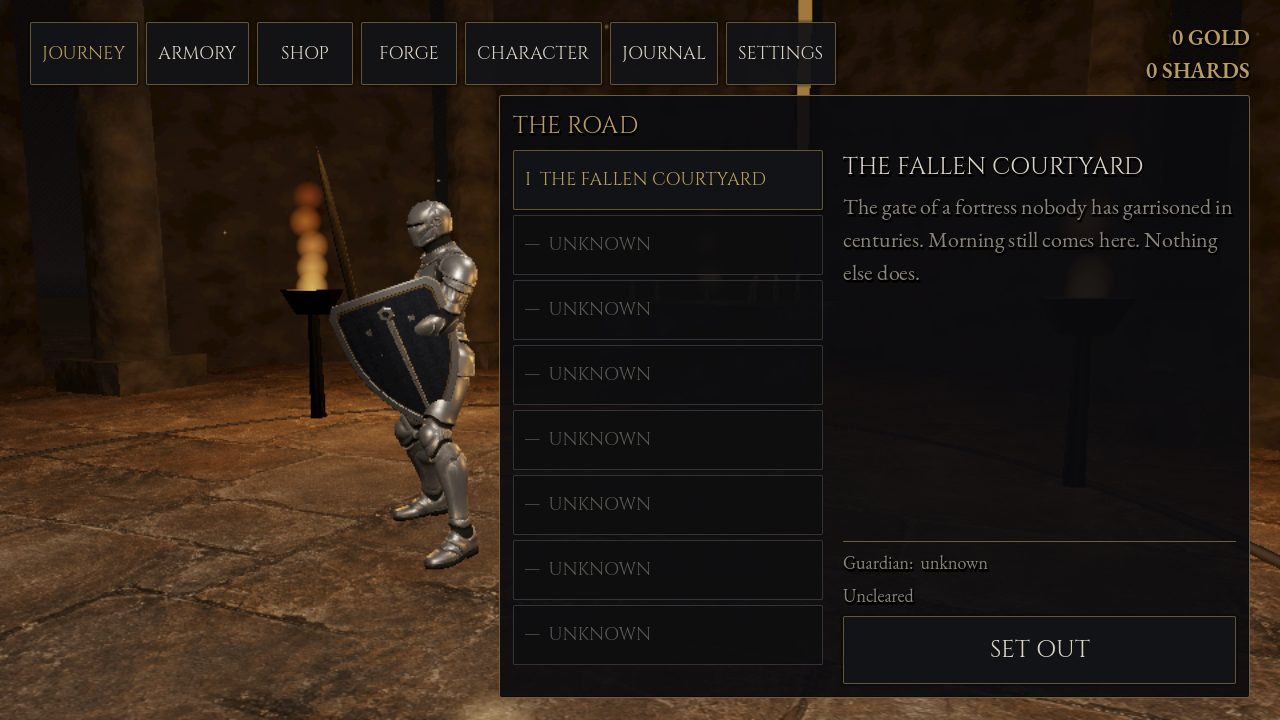 JOURNEY
ARMORY
SHOP
FORGE
CHARACTER
JOURNAL
SETTINGS
0 GOLD
0 SHARDS
THE ROAD
I THE FALLEN COURTYARD
— UNKNOWN
— UNKNOWN
— UNKNOWN
— UNKNOWN
— UNKNOWN
— UNKNOWN
— UNKNOWN
THE FALLEN COURTYARD
The gate of a fortress nobody has garrisoned in
centuries. Morning still comes here. Nothing
else does.
Guardian: unknown
Uncleared
SET OUT